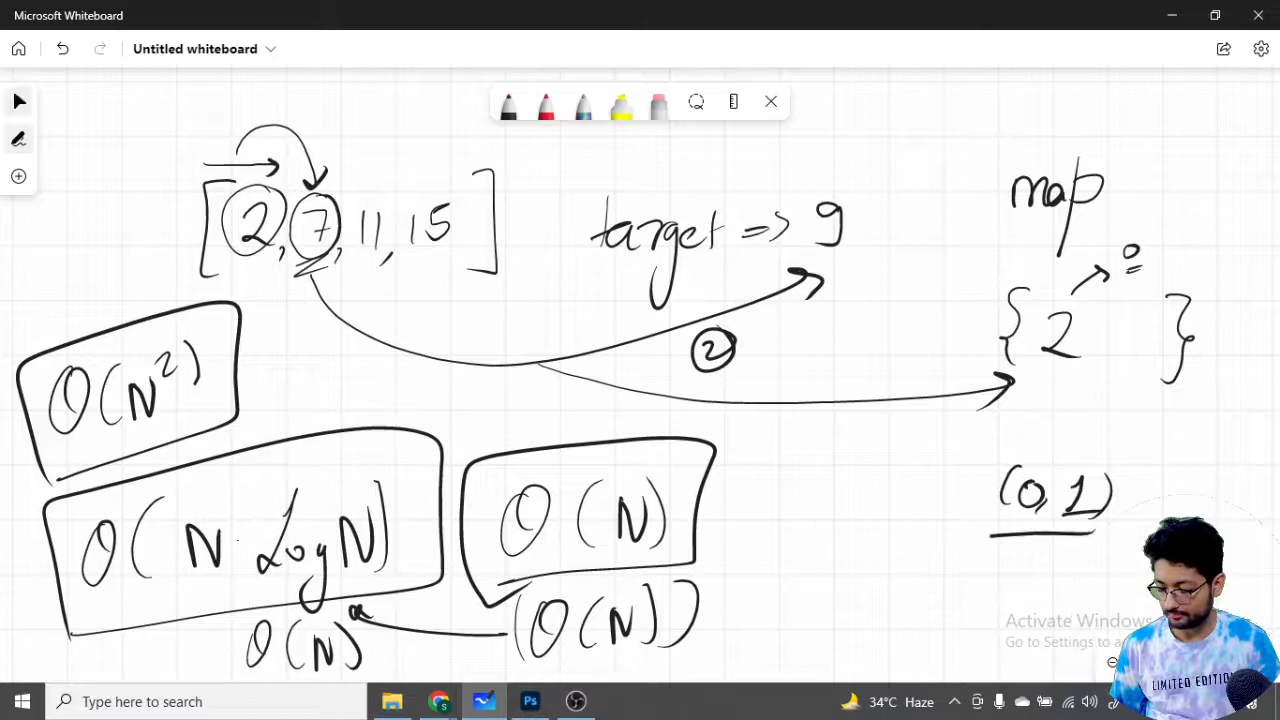 Microsoft Whiteboard
Untitled whiteboard
[2, 7, 11, 15]
target => 9
map
0
{ 2 }
2
O(N²)
O(N LogN)
O(N)
(0, 1)
O(N)
(O(N))
Activate Windows
Go to Settings to a
LIMITED EDITION
Type here to search
34°C Haze